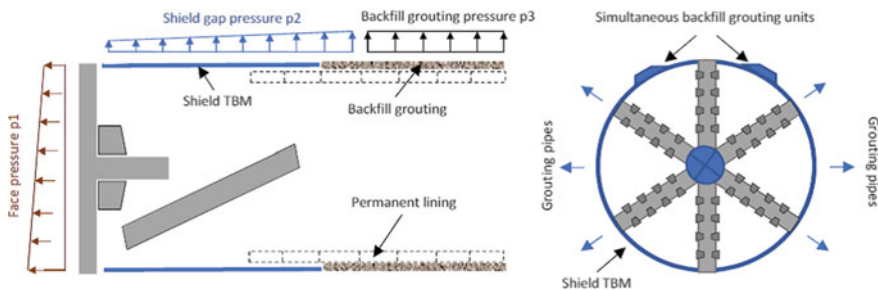 Shield gap pressure p2
Backfill grouting pressure p3
Simultaneous backfill grouting units
Face pressure p1
Shield TBM
Backfill grouting
Permanent lining
Grouting pipes
Grouting pipes
Shield TBM